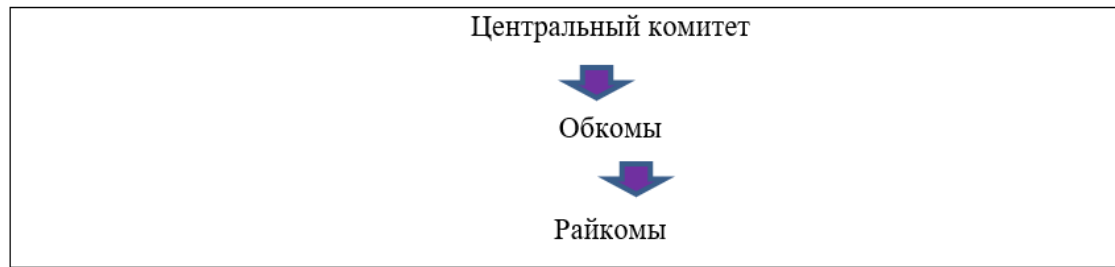 Центральный комитет
Обкомы
Райкомы